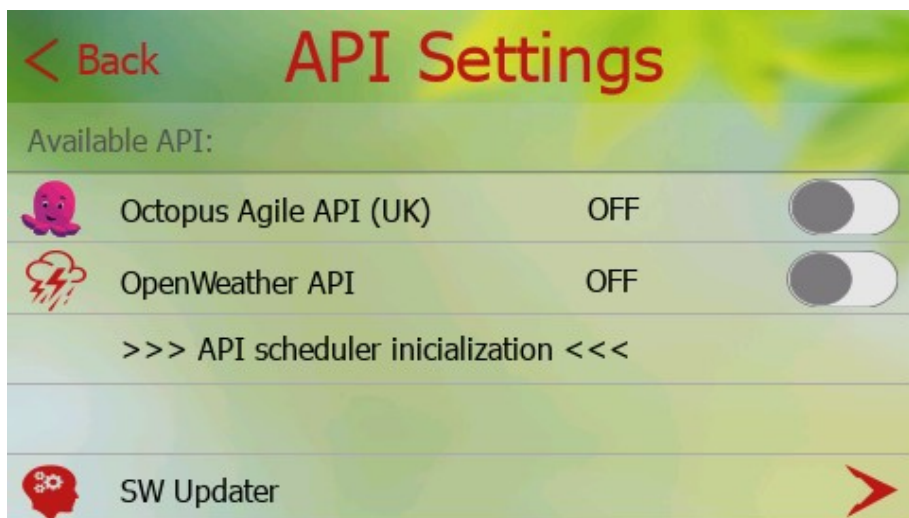 < Back API Settings
Available API:
Octopus Agile API (UK) OFF
OpenWeather API OFF
>>> API scheduler inicialization <<<
SW Updater